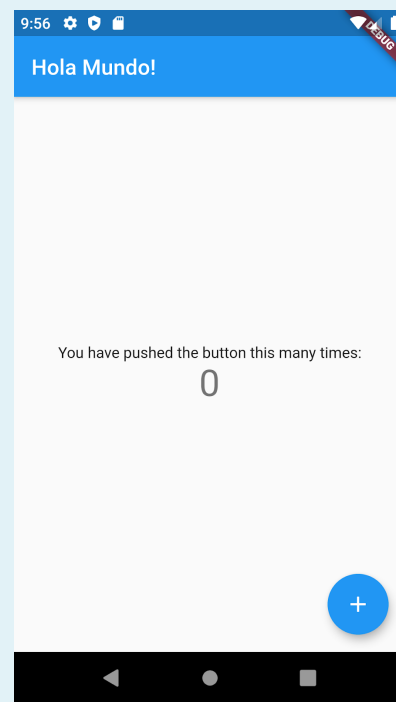 9:56
DEBUG
Hola Mundo!
You have pushed the button this many times:
0
+